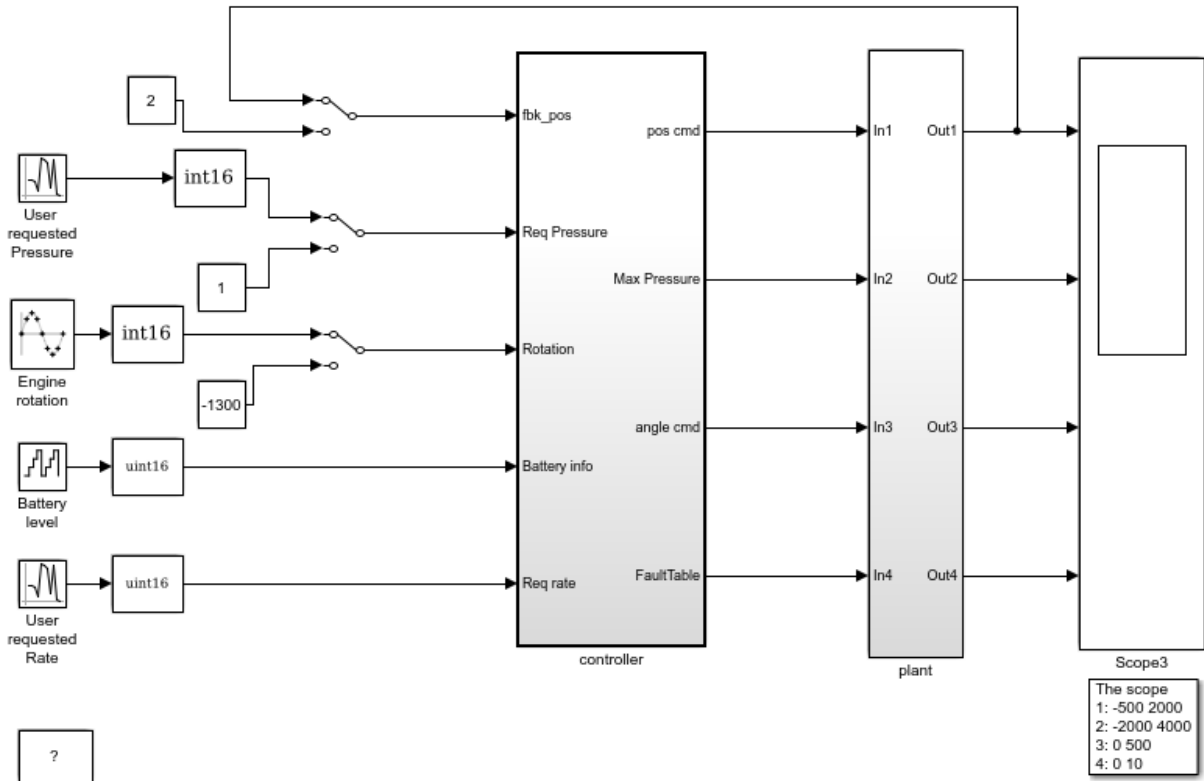 2
fbk_pos
pos cmd
In1
Out1
int16
User
requested
Pressure
Req Pressure
1
Max Pressure
In2
Out2
int16
Engine
rotation
Rotation
-1300
angle cmd
In3
Out3
Battery
level
uint16
Battery info
User
requested
Rate
uint16
Req rate
FaultTable
In4
Out4
controller
plant
Scope3
The scope
1: -500 2000
2: -2000 4000
3: 0 500
4: 0 10
?